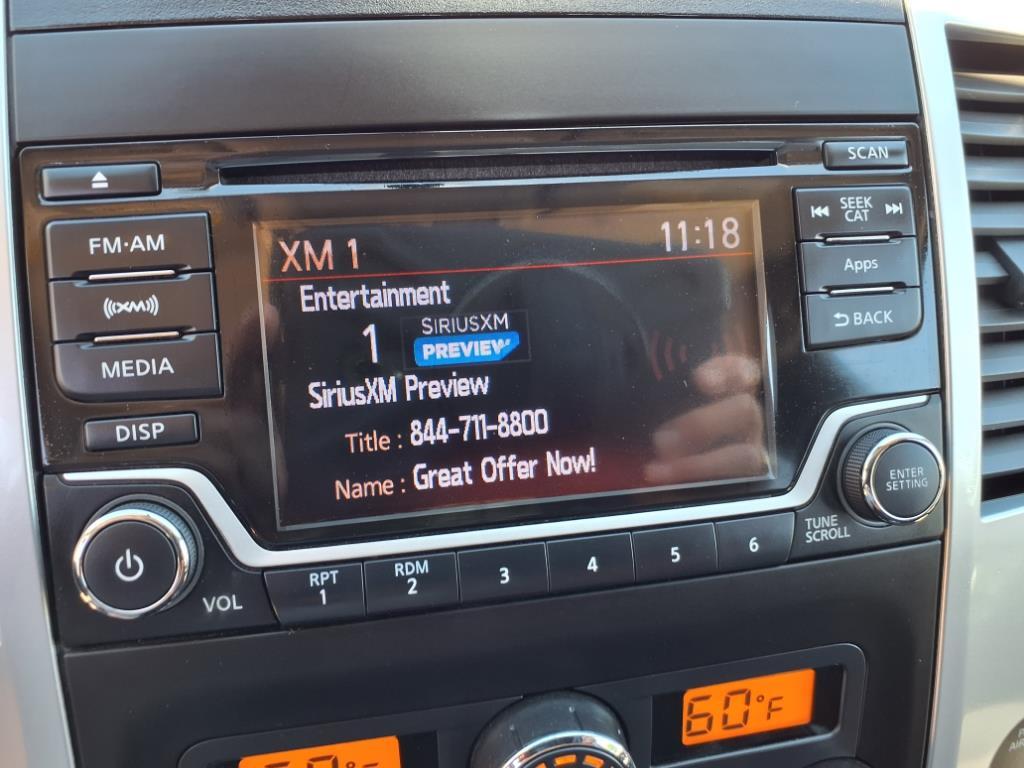 SCAN
FM·AM
((XM))
MEDIA
DISP
XM 1
11:18
Entertainment
1
SIRIUSXM
PREVIEW
SiriusXM Preview
Title : 844-711-8800
Name : Great Offer Now!
SEEK
CAT
Apps
BACK
ENTER
SETTING
TUNE
SCROLL
VOL
RPT
1
RDM
2
3
4
5
6
60°F